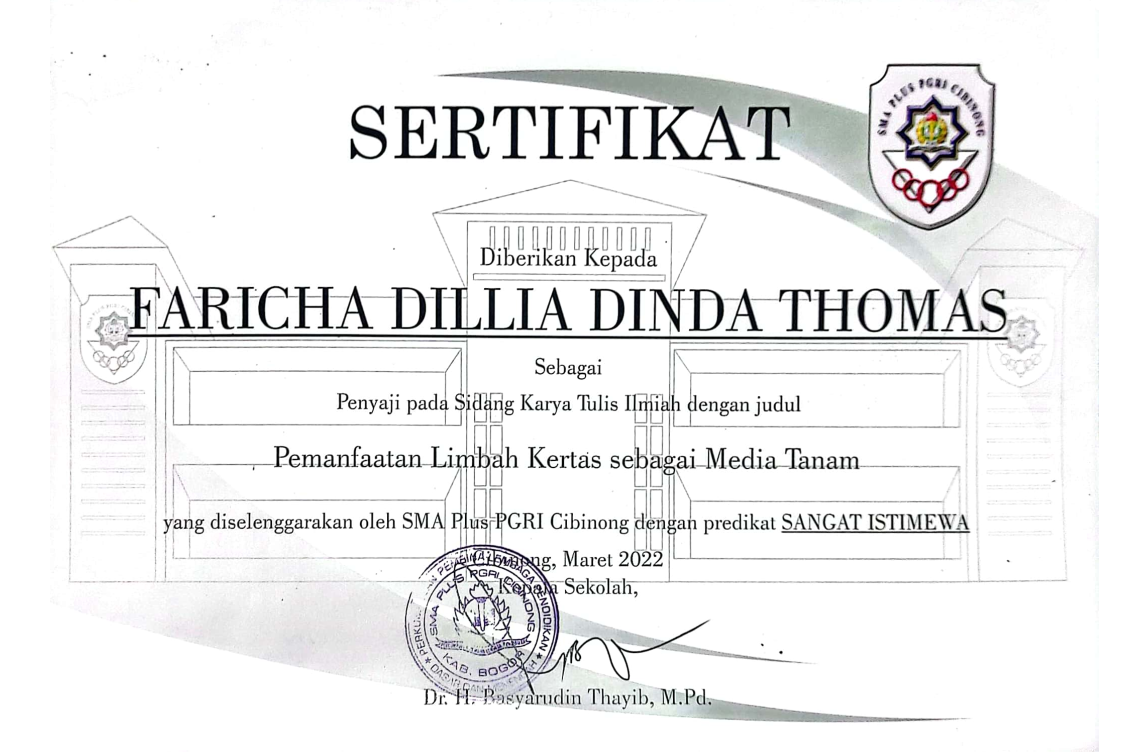 SERTIFIKAT
SMA PLUS PGRI CIBINONG
Diberikan Kepada
FARICHA DILLIA DINDA THOMAS
Sebagai
Penyaji pada Sidang Karya Tulis Ilmiah dengan judul
Pemanfaatan Limbah Kertas sebagai Media Tanam
yang diselenggarakan oleh SMA Plus PGRI Cibinong dengan predikat SANGAT ISTIMEWA
Cibinong, Maret 2022
Kepala Sekolah,
SMA PLUS PGRI CIBINONG
KAB. BOGOR
Dr. H. Basyarudin Thayib, M.Pd.